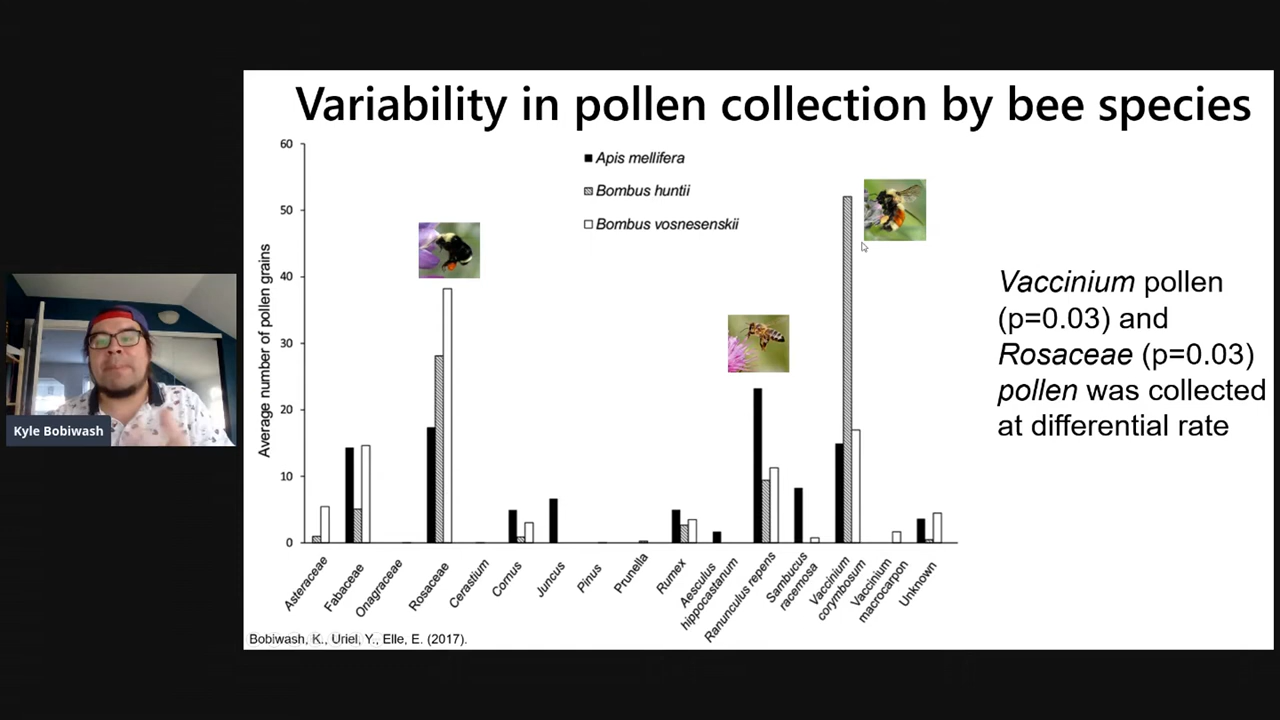 Variability in pollen collection by bee species
60
50
40
30
20
10
0
Average number of pollen grains
Apis mellifera
Bombus huntii
Bombus vosnesenskii
Asteraceae
Fabaceae
Onagraceae
Rosaceae
Cerastium
Cornus
Juncus
Pinus
Prunella
Rumex
Aesculus
hippocastanum
Ranunculus repens
Sambucus
racemosa
Vaccinium
corymbosum
Vaccinium
macrocarpon
Unknown
Vaccinium pollen
(p=0.03) and
Rosaceae (p=0.03)
pollen was collected
at differential rate
Kyle Bobiwash
Bobiwash, K., Uriel, Y., Elle, E. (2017).